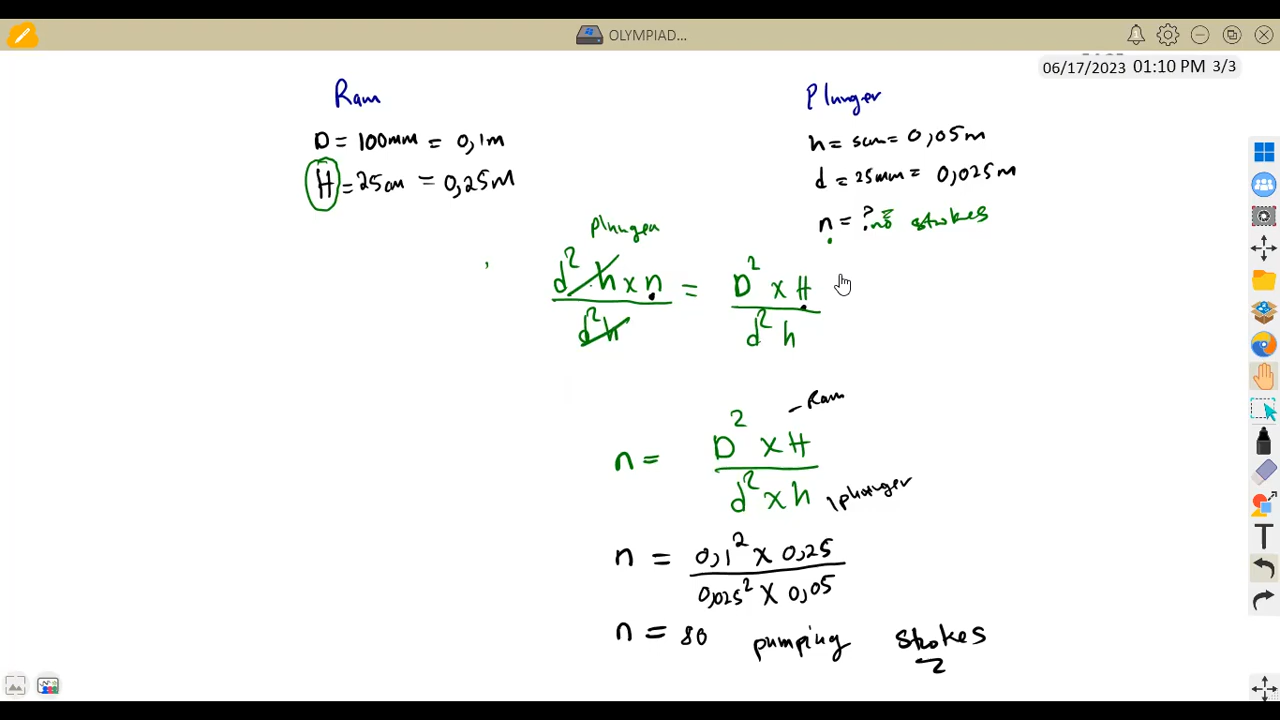 OLYMPIAD...
06/17/2023 01:10 PM 3/3
Ram
D = 100mm = 0,1m
H = 25cm = 0,25m
Plunger
h = 5cm = 0,05m
d = 25mm = 0,025m
n = ? no strokes
plunger
d² h x n / d² h = D² x H / d² h
n = D² x H / d² x h
- Ram
plunger
n = 0,1² x 0,25 / 0,025² x 0,05
n = 80 pumping strokes
T